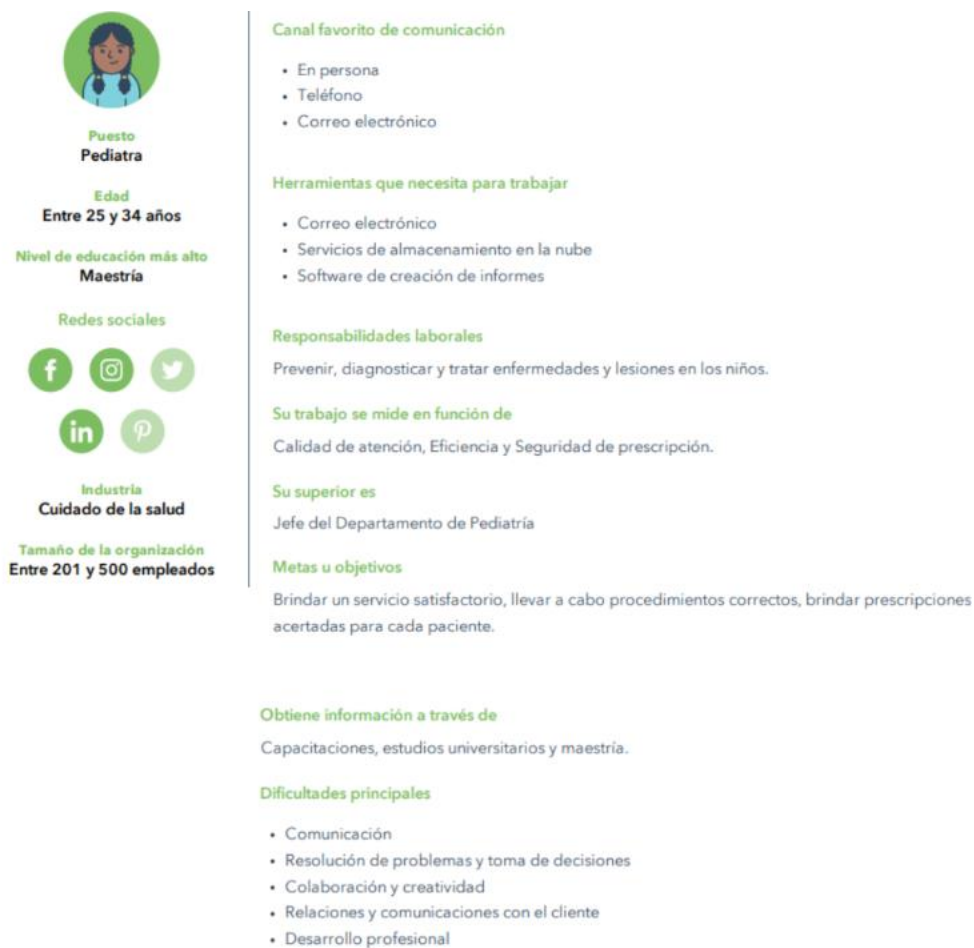 Puesto
Pediatra
Edad
Entre 25 y 34 años
Nivel de educación más alto
Maestría
Redes sociales
f
in
Industria
Cuidado de la salud
Tamaño de la organización
Entre 201 y 500 empleados
Canal favorito de comunicación
• En persona
• Teléfono
• Correo electrónico
Herramientas que necesita para trabajar
• Correo electrónico
• Servicios de almacenamiento en la nube
• Software de creación de informes
Responsabilidades laborales
Prevenir, diagnosticar y tratar enfermedades y lesiones en los niños.
Su trabajo se mide en función de
Calidad de atención, Eficiencia y Seguridad de prescripción.
Su superior es
Jefe del Departamento de Pediatría
Metas u objetivos
Brindar un servicio satisfactorio, llevar a cabo procedimientos correctos, brindar prescripciones
acertadas para cada paciente.
Obtiene información a través de
Capacitaciones, estudios universitarios y maestría.
Dificultades principales
• Comunicación
• Resolución de problemas y toma de decisiones
• Colaboración y creatividad
• Relaciones y comunicaciones con el cliente
• Desarrollo profesional